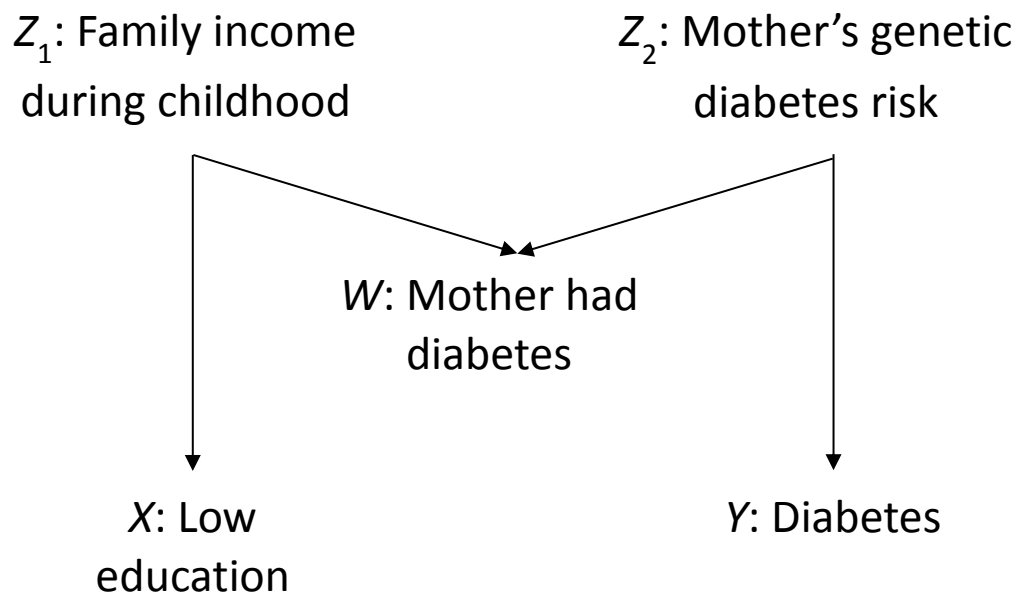 Z₁: Family income
during childhood
Z₂: Mother’s genetic
diabetes risk
W: Mother had
diabetes
X: Low
education
Y: Diabetes